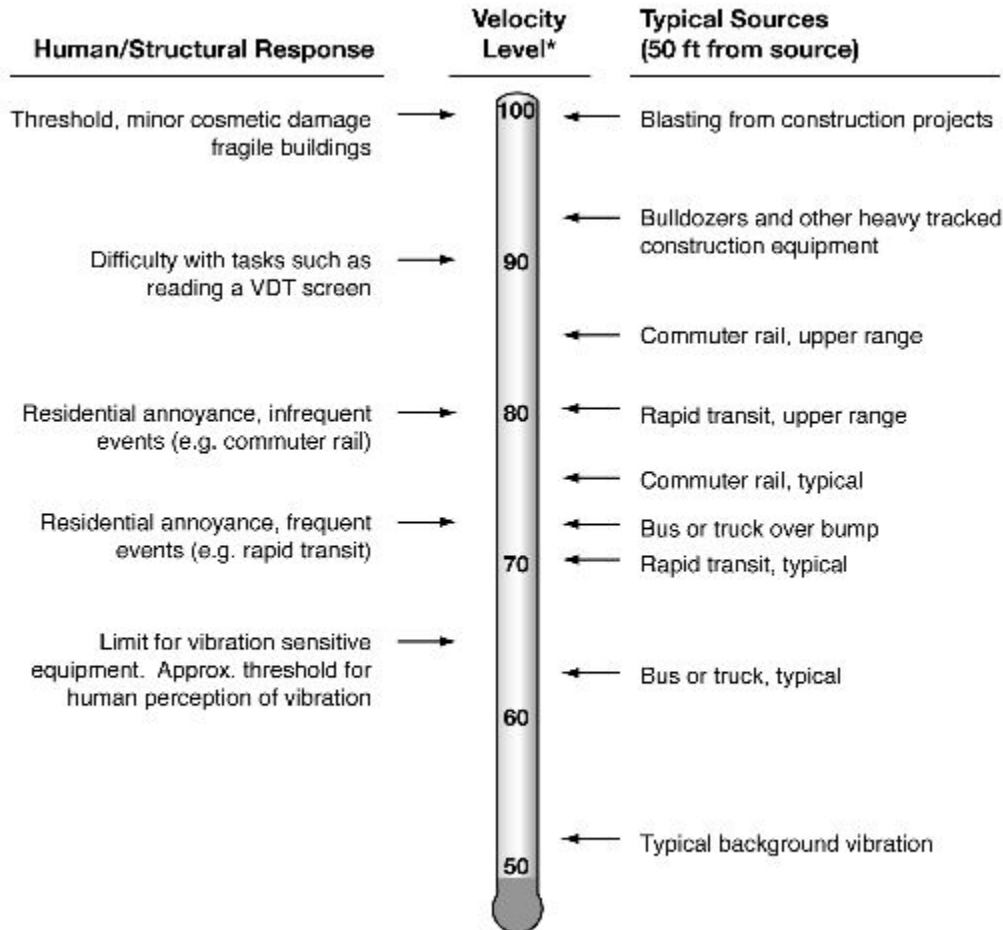 Human/Structural Response
Velocity
Level*
Typical Sources
(50 ft from source)
Threshold, minor cosmetic damage
fragile buildings
100
Blasting from construction projects
Bulldozers and other heavy tracked
construction equipment
Difficulty with tasks such as
reading a VDT screen
90
Commuter rail, upper range
Residential annoyance, infrequent
events (e.g. commuter rail)
80
Rapid transit, upper range
Commuter rail, typical
Residential annoyance, frequent
events (e.g. rapid transit)
Bus or truck over bump
70
Rapid transit, typical
Limit for vibration sensitive
equipment. Approx. threshold for
human perception of vibration
Bus or truck, typical
60
Typical background vibration
50